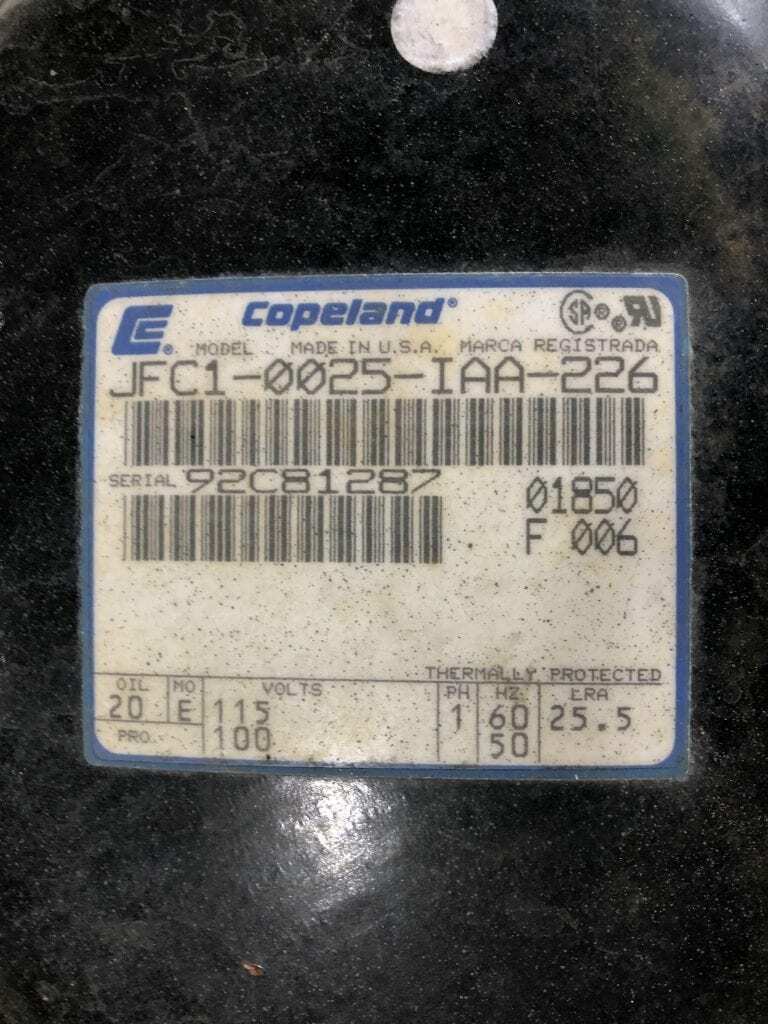 Copeland®
MODEL MADE IN U.S.A. MARCA REGISTRADA
JFC1-0025-IAA-226
SERIAL 92C81287
01850
F 006
THERMALLY PROTECTED
OIL MO VOLTS PH HZ LRA
20 E 115 1 60 25.5
PRO. 100 50